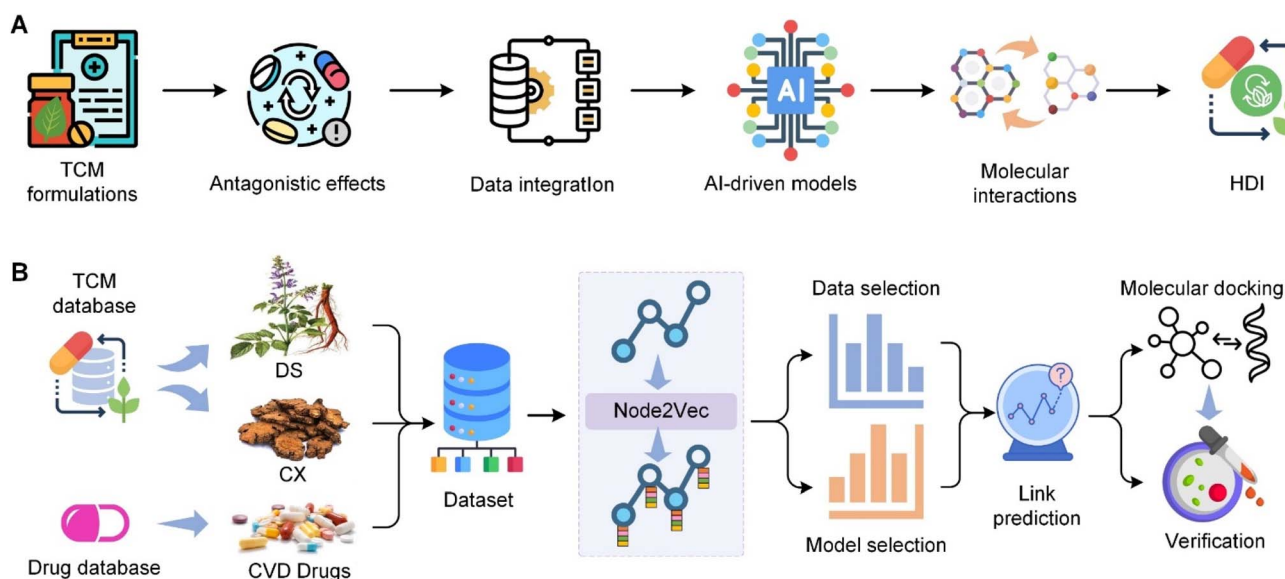 A
TCM
formulations
Antagonistic effects
Data integration
AI
AI-driven models
Molecular
interactions
HDI
B
TCM
database
DS
CX
Drug database
CVD Drugs
Dataset
Node2Vec
Data selection
Model selection
?
Link
prediction
Molecular docking
Verification